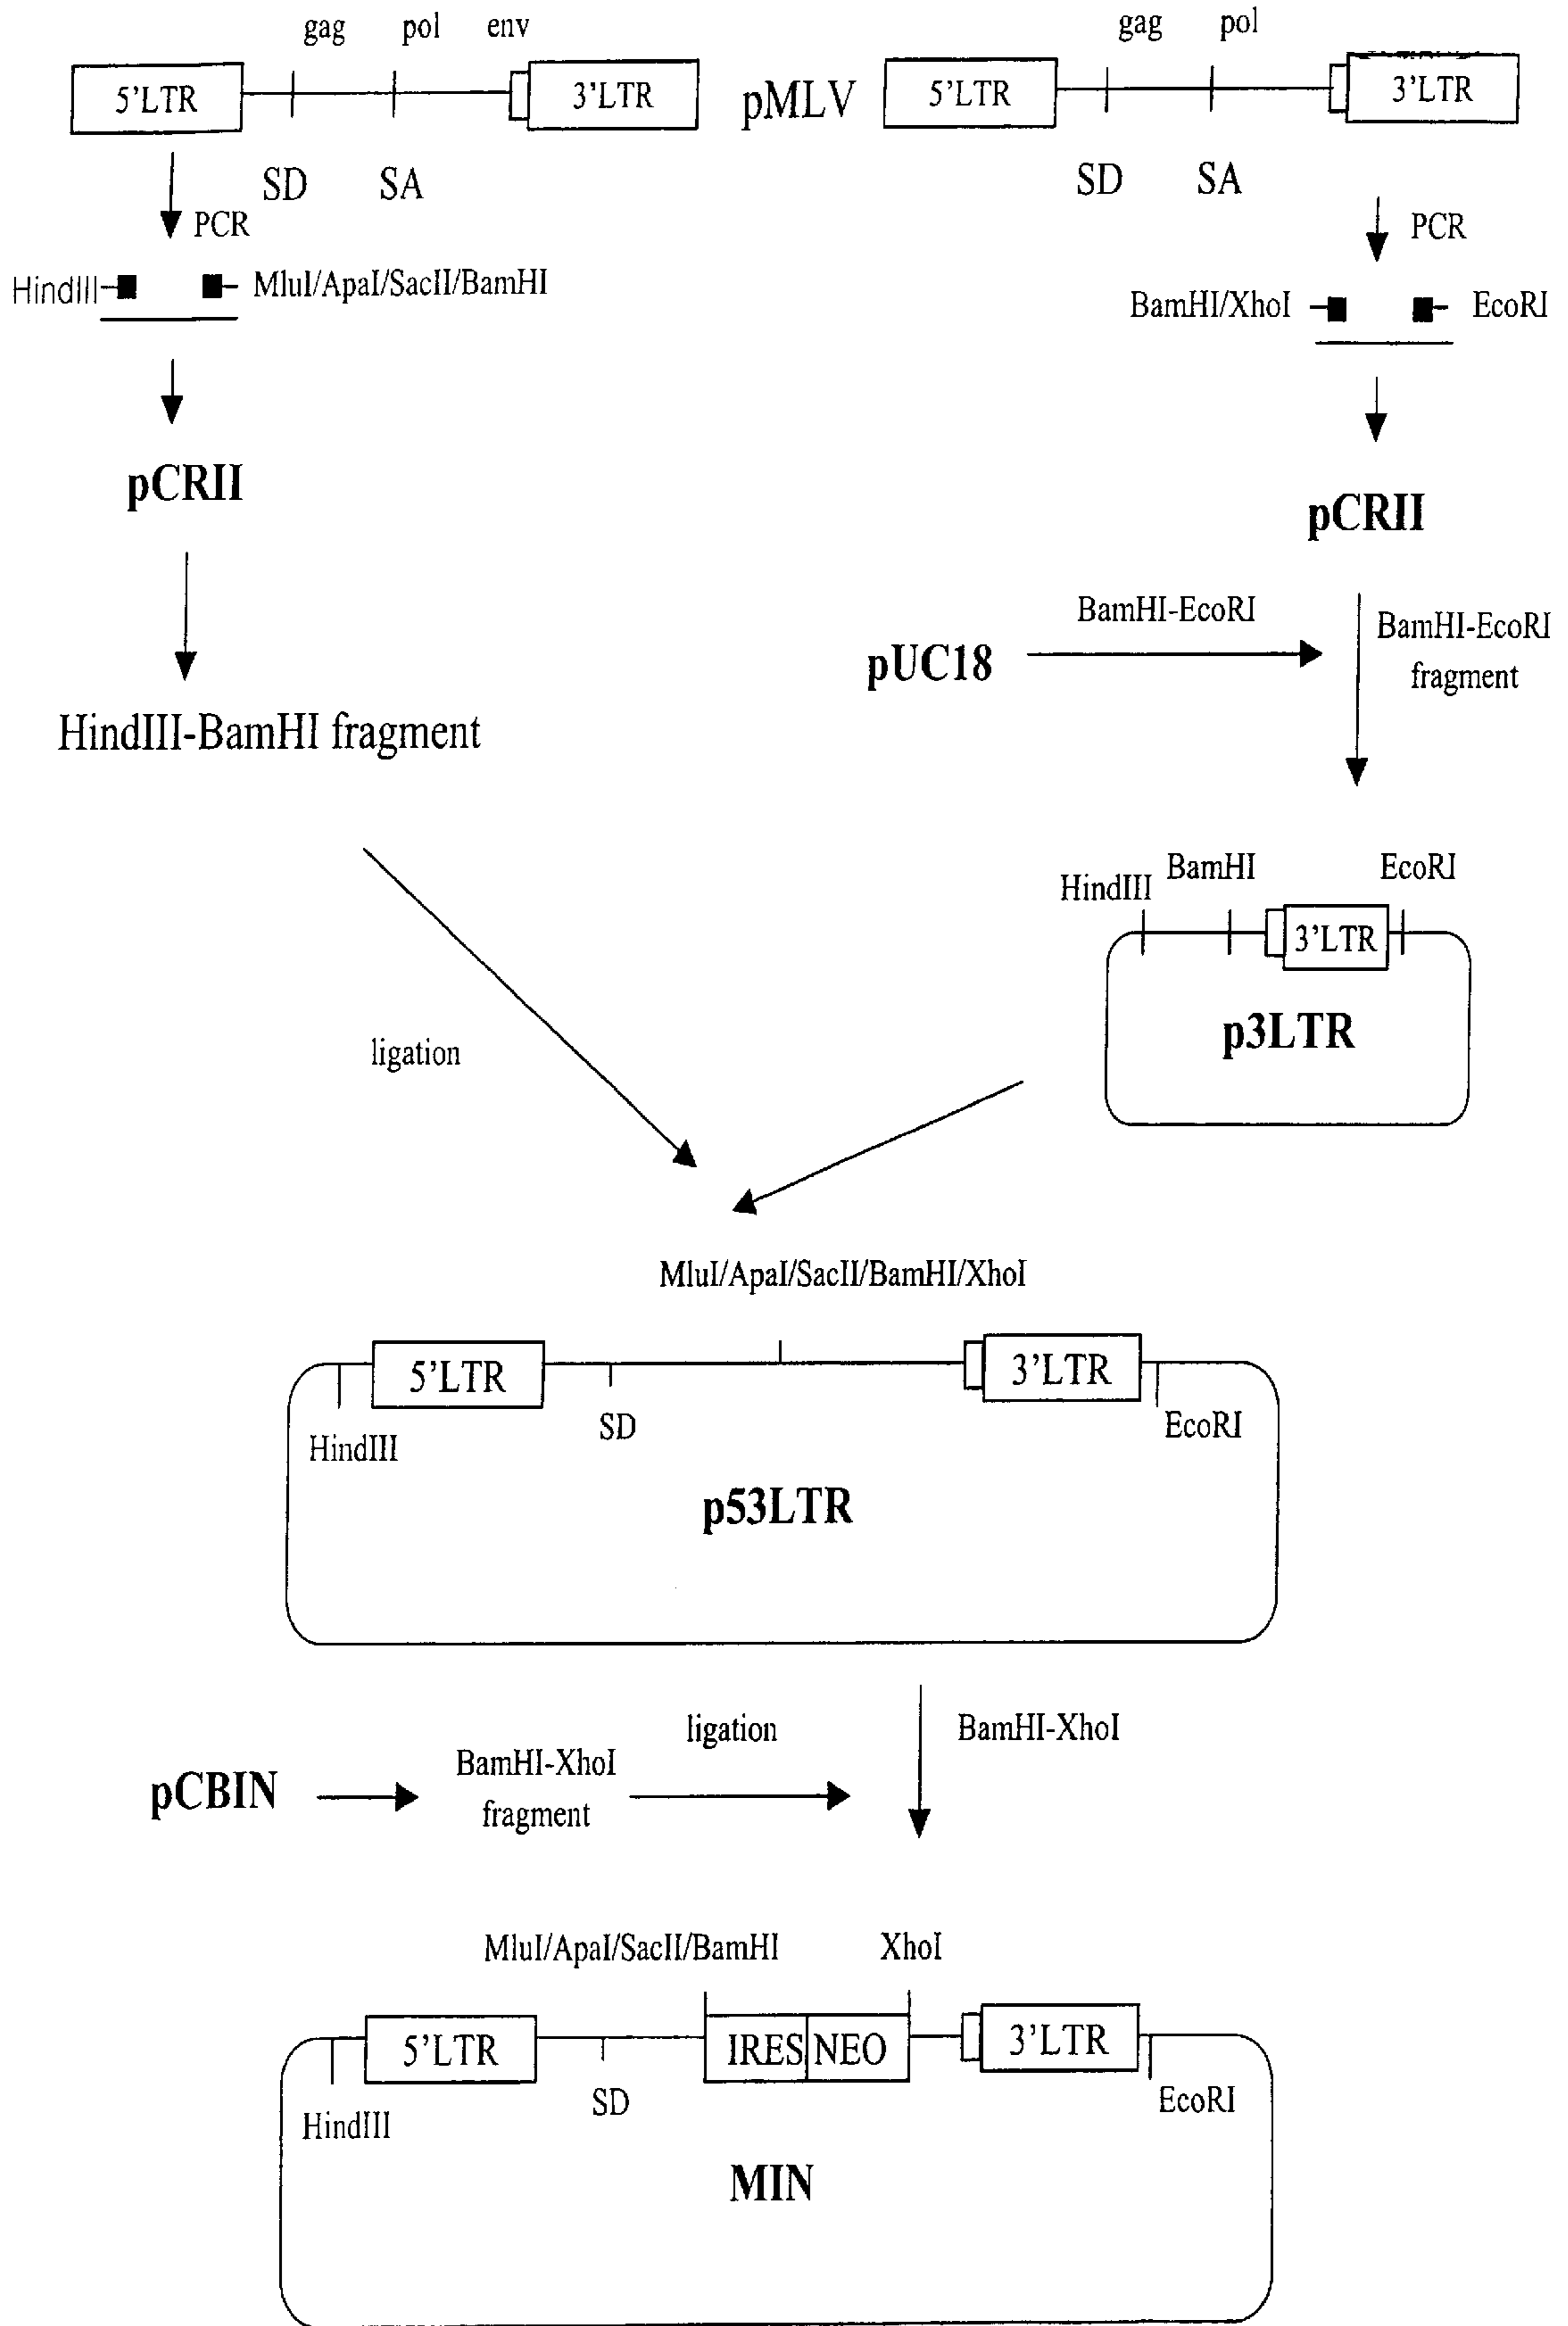 gag pol env
gag pol
5'LTR 3'LTR pMLV 5'LTR 3'LTR
SD SA
SD SA
PCR
PCR
HindIII MluI/ApaI/SacII/BamHI
BamHI/XhoI EcoRI
pCRII
pCRII
BamHI-EcoRI
BamHI-EcoRI
fragment
pUC18
HindIII-BamHI fragment
HindIII BamHI EcoRI
3'LTR
p3LTR
ligation
MluI/ApaI/SacII/BamHI/XhoI
5'LTR 3'LTR
SD
HindIII EcoRI
p53LTR
ligation BamHI-XhoI
pCBIN
BamHI-XhoI
fragment
MluI/ApaI/SacII/BamHI XhoI
5'LTR IRES NEO 3'LTR
SD
HindIII EcoRI
MIN